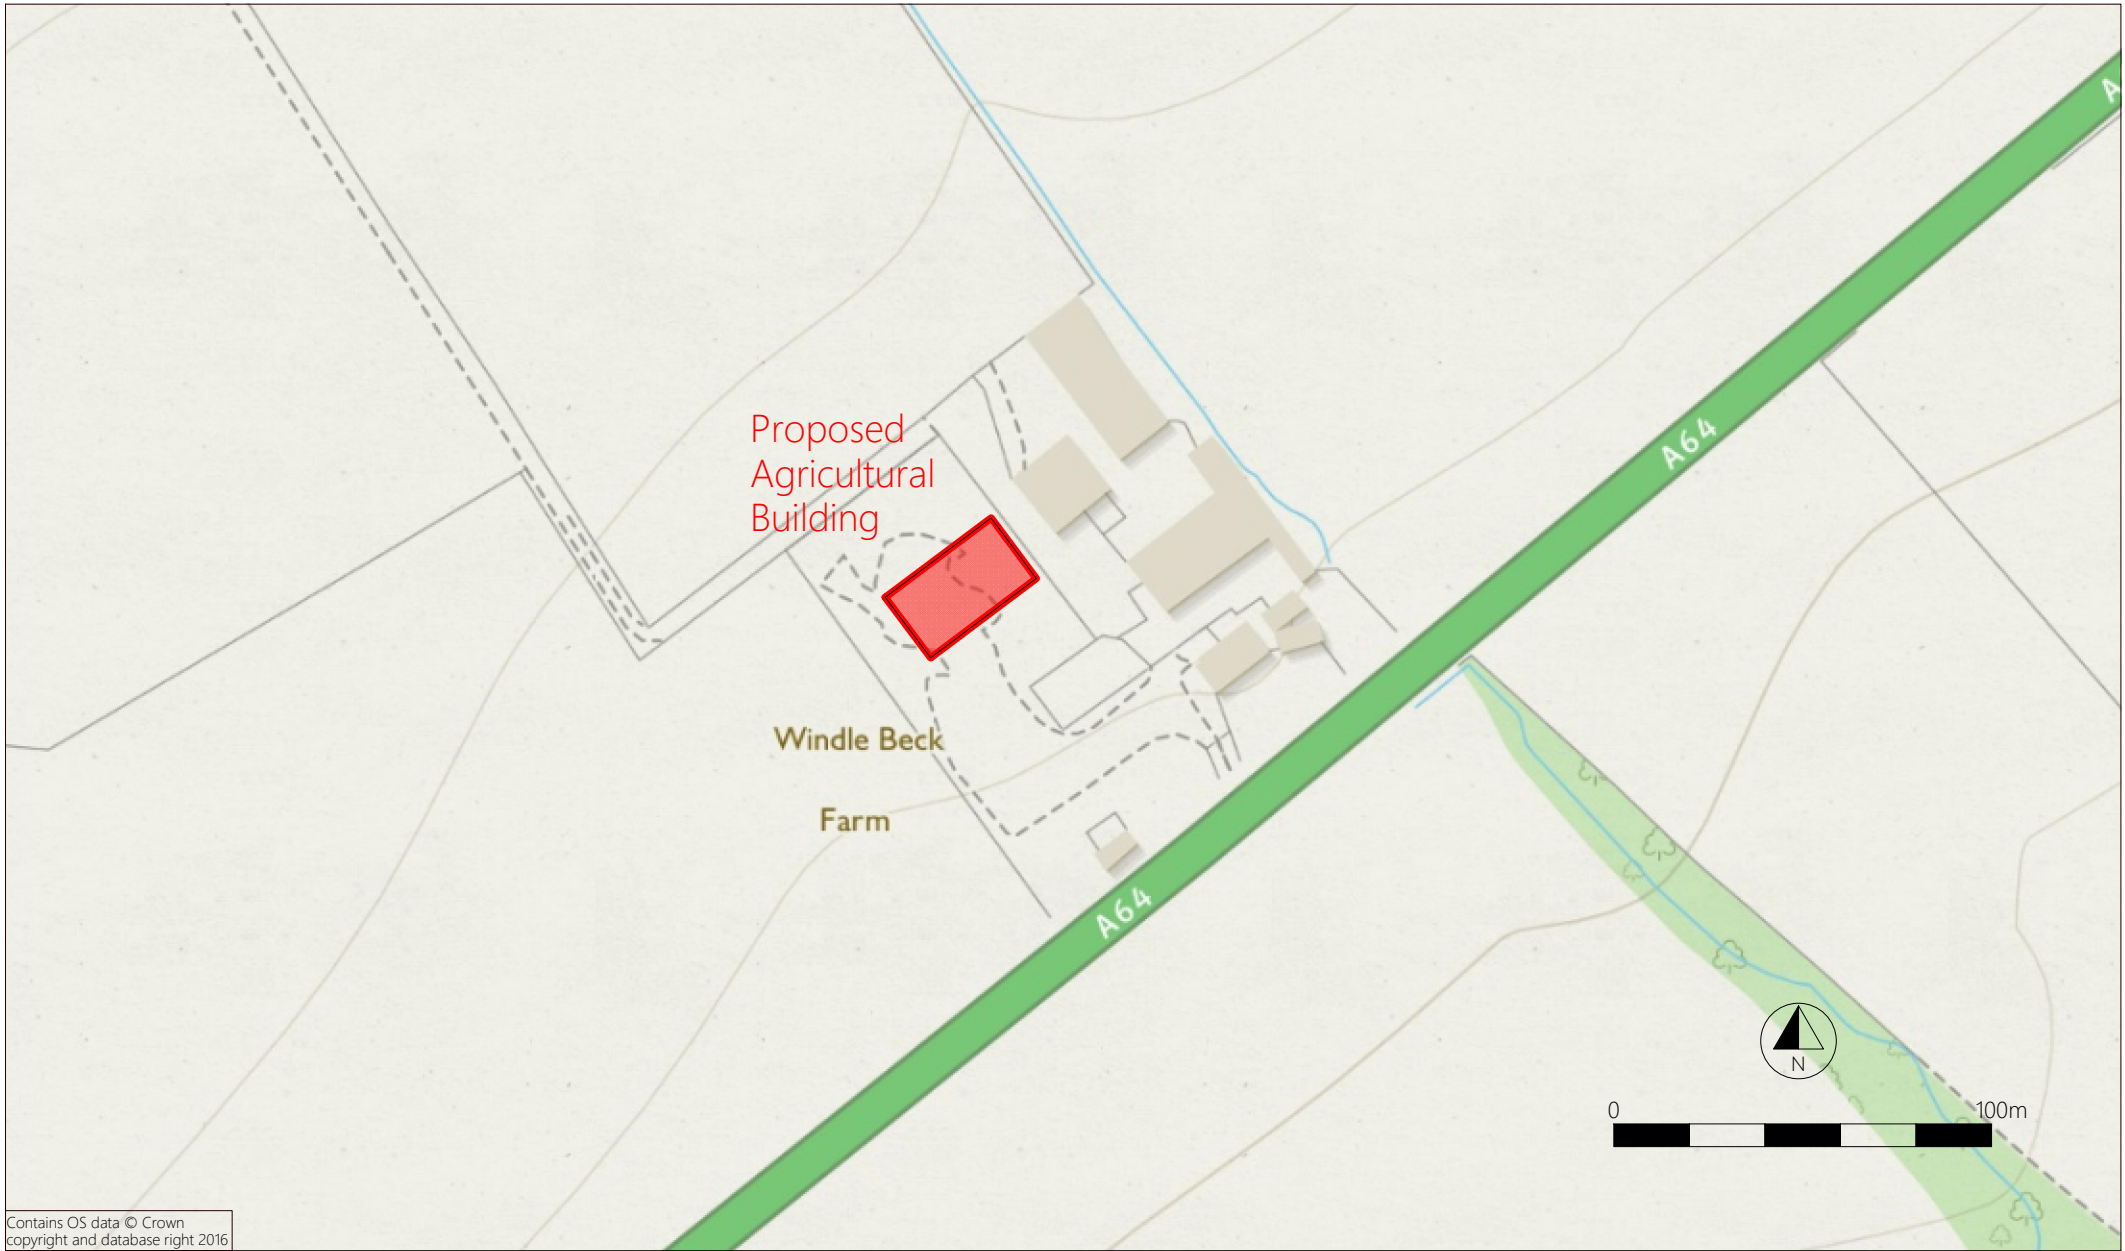 A
A64
Proposed
Agricultural
Building
Windle Beck
Farm
A64
N
0 100m
Contains OS data © Crown
copyright and database right 2016